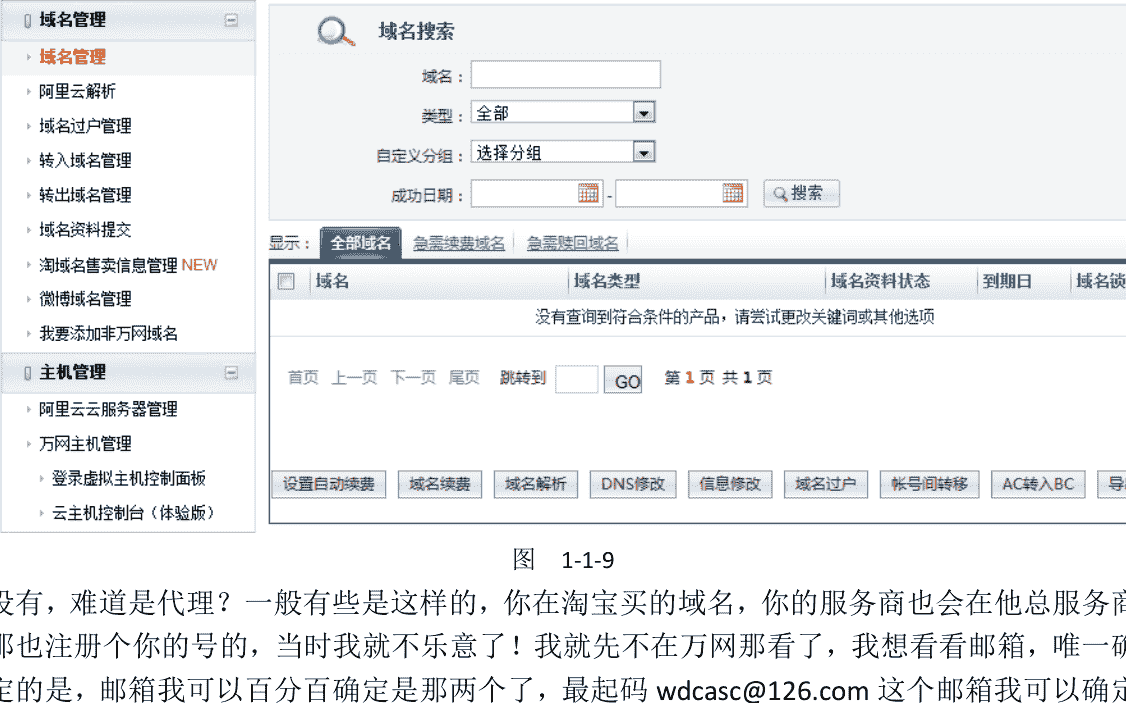 域名管理
域名管理
阿里云解析
域名过户管理
转入域名管理
转出域名管理
域名资料提交
淘域名售卖信息管理 NEW
微博域名管理
我要添加非万网域名
主机管理
阿里云云服务器管理
万网主机管理
登录虚拟主机控制面板
云主机控制台（体验版）
域名搜索
域名：
类型： 全部
自定义分组： 选择分组
成功日期： - 搜索
显示： 全部域名 急需续费域名 急需赎回域名
域名 域名类型 域名资料状态 到期日 域名锁
没有查询到符合条件的产品，请尝试更改关键词或其他选项
首页 上一页 下一页 尾页 跳转到 GO 第 1 页 共 1 页
设置自动续费 域名续费 域名解析 DNS修改 信息修改 域名过户 帐号间转移 AC转入BC 导
图 1-1-9
没有，难道是代理？一般有些是这样的，你在淘宝买的域名，你的服务商也会在他总服务商
那也注册个你的号的，当时我就不乐意了！我就先不在万网那看了，我想看看邮箱，唯一确
定的是，邮箱我可以百分百确定是那两个了，最起码 wdcasc@126.com 这个邮箱我可以确定